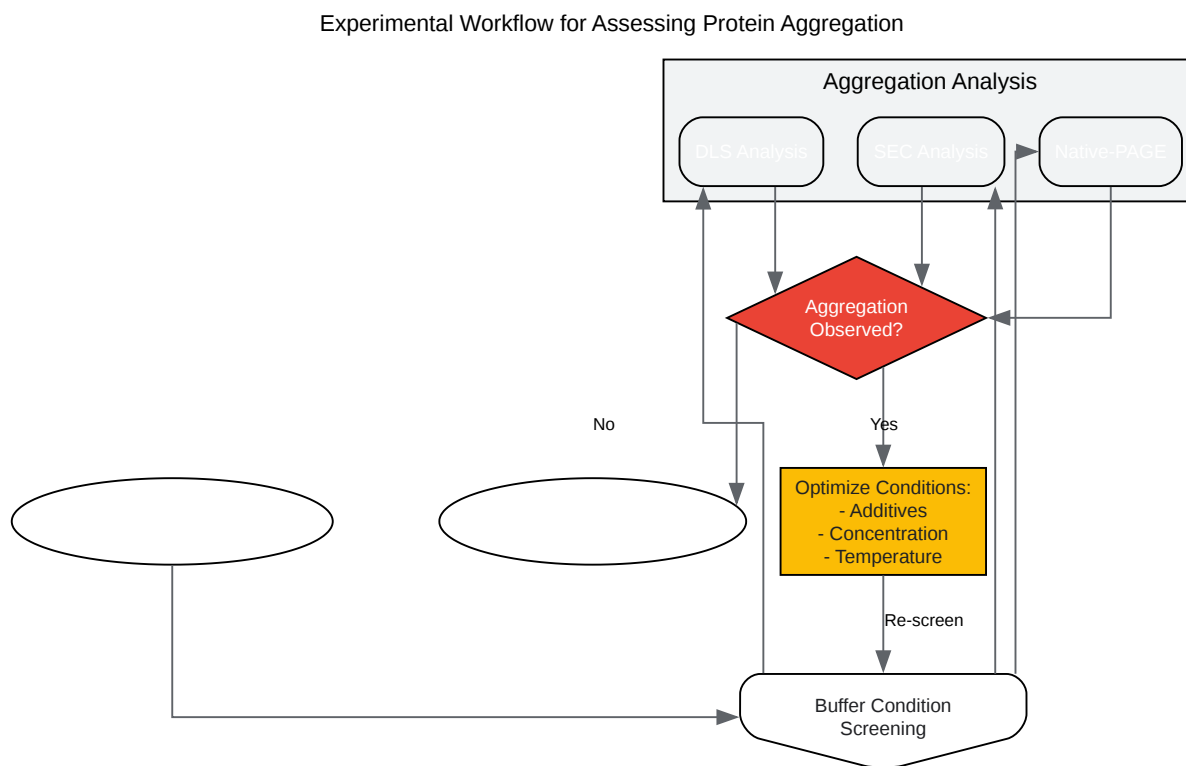 Experimental Workflow for Assessing Protein Aggregation
Aggregation Analysis
DLS Analysis
SEC Analysis
Native-PAGE
Aggregation
Observed?
No
Yes
Optimize Conditions:
- Additives
- Concentration
- Temperature
Re-screen
Buffer Condition
Screening